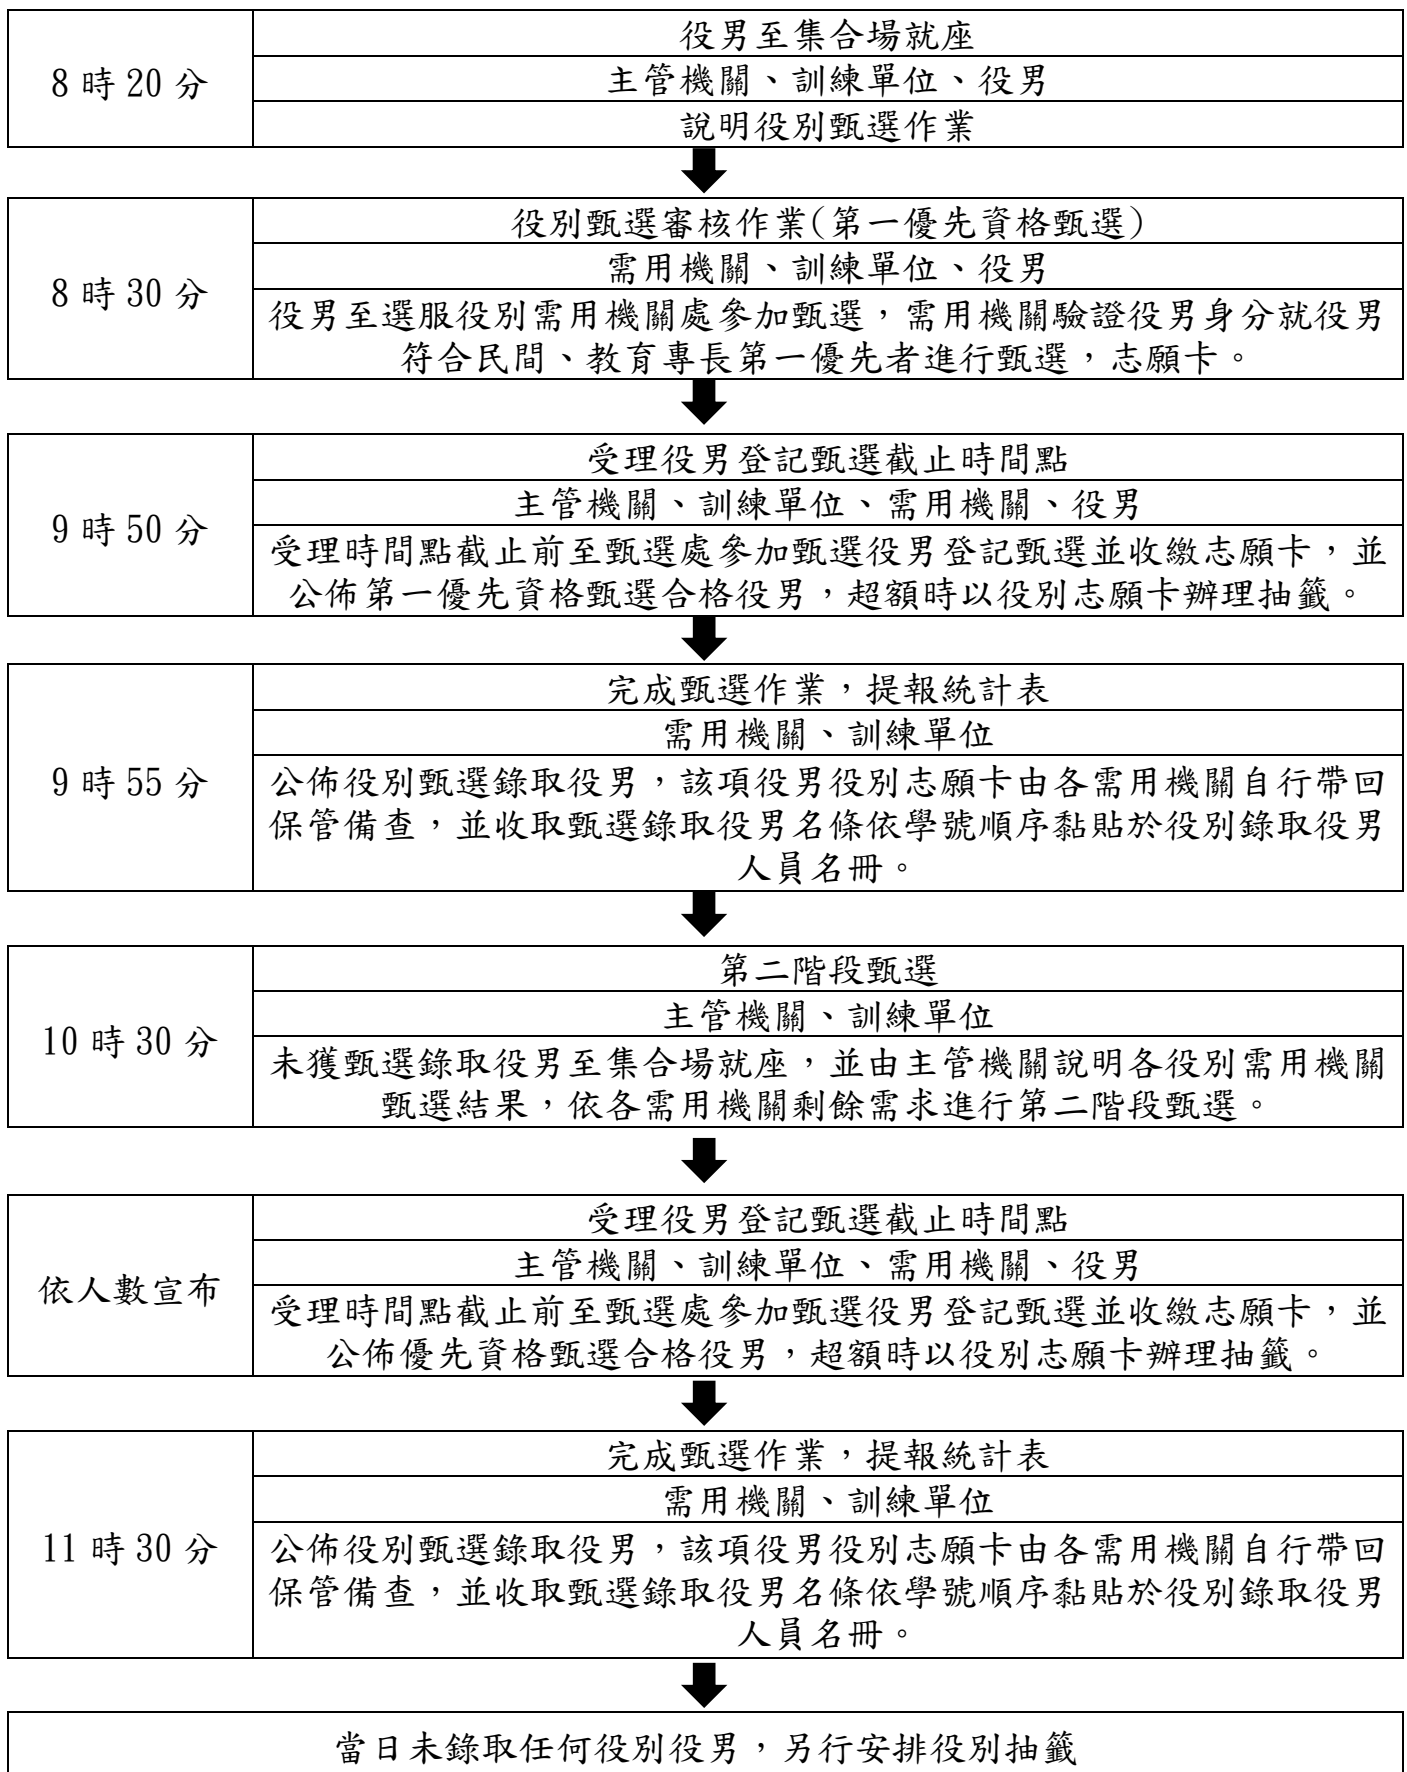 8 時 20 分
役男至集合場就座
主管機關、訓練單位、役男
說明役別甄選作業
8 時 30 分
役別甄選審核作業(第一優先資格甄選)
需用機關、訓練單位、役男
役男至選服役別需用機關處參加甄選，需用機關驗證役男身分就役男
符合民間、教育專長第一優先者進行甄選，志願卡。
9 時 50 分
受理役男登記甄選截止時間點
主管機關、訓練單位、需用機關、役男
受理時間點截止前至甄選處參加甄選役男登記甄選並收繳志願卡，並
公佈第一優先資格甄選合格役男，超額時以役別志願卡辦理抽籤。
9 時 55 分
完成甄選作業，提報統計表
需用機關、訓練單位
公佈役別甄選錄取役男，該項役男役別志願卡由各需用機關自行帶回
保管備查，並收取甄選錄取役男名條依學號順序黏貼於役別錄取役男
人員名冊。
10 時 30 分
第二階段甄選
主管機關、訓練單位
未獲甄選錄取役男至集合場就座，並由主管機關說明各役別需用機關
甄選結果，依各需用機關剩餘需求進行第二階段甄選。
依人數宣布
受理役男登記甄選截止時間點
主管機關、訓練單位、需用機關、役男
受理時間點截止前至甄選處參加甄選役男登記甄選並收繳志願卡，並
公佈優先資格甄選合格役男，超額時以役別志願卡辦理抽籤。
11 時 30 分
完成甄選作業，提報統計表
需用機關、訓練單位
公佈役別甄選錄取役男，該項役男役別志願卡由各需用機關自行帶回
保管備查，並收取甄選錄取役男名條依學號順序黏貼於役別錄取役男
人員名冊。
當日未錄取任何役別役男，另行安排役別抽籤